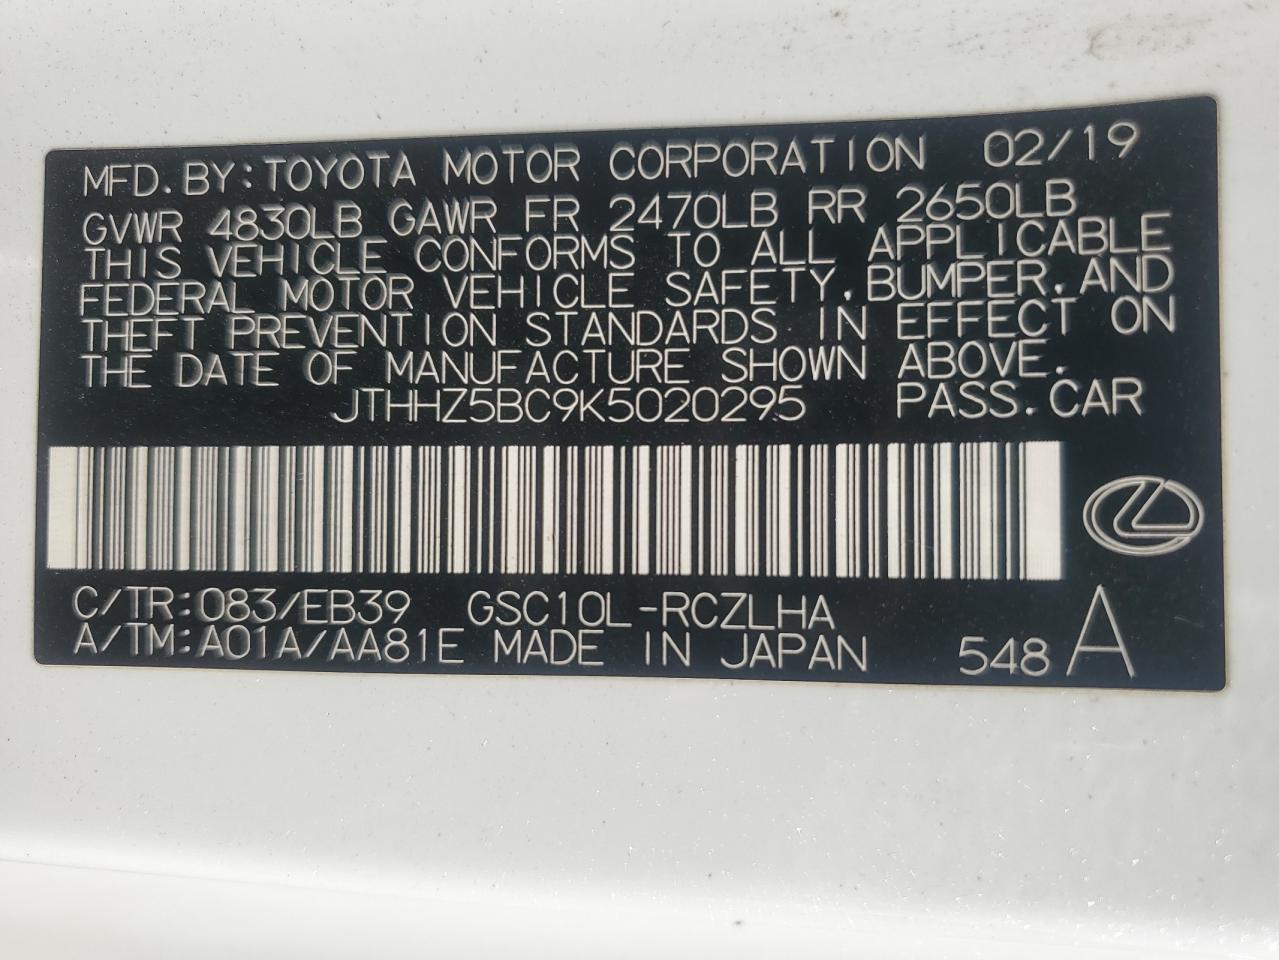 MFD.BY:TOYOTA MOTOR CORPORATION 02/19
GVWR 4830LB GAWR FR 2470LB RR 2650LB
THIS VEHICLE CONFORMS TO ALL APPLICABLE
FEDERAL MOTOR VEHICLE SAFETY,BUMPER,AND
THEFT PREVENTION STANDARDS IN EFFECT ON
THE DATE OF MANUFACTURE SHOWN ABOVE.
JTHHZ5BC9K5020295 PASS.CAR
C/TR:083/EB39 GSC10L-RCZLHA
A/TM:A01A/AA81E MADE IN JAPAN 548 A